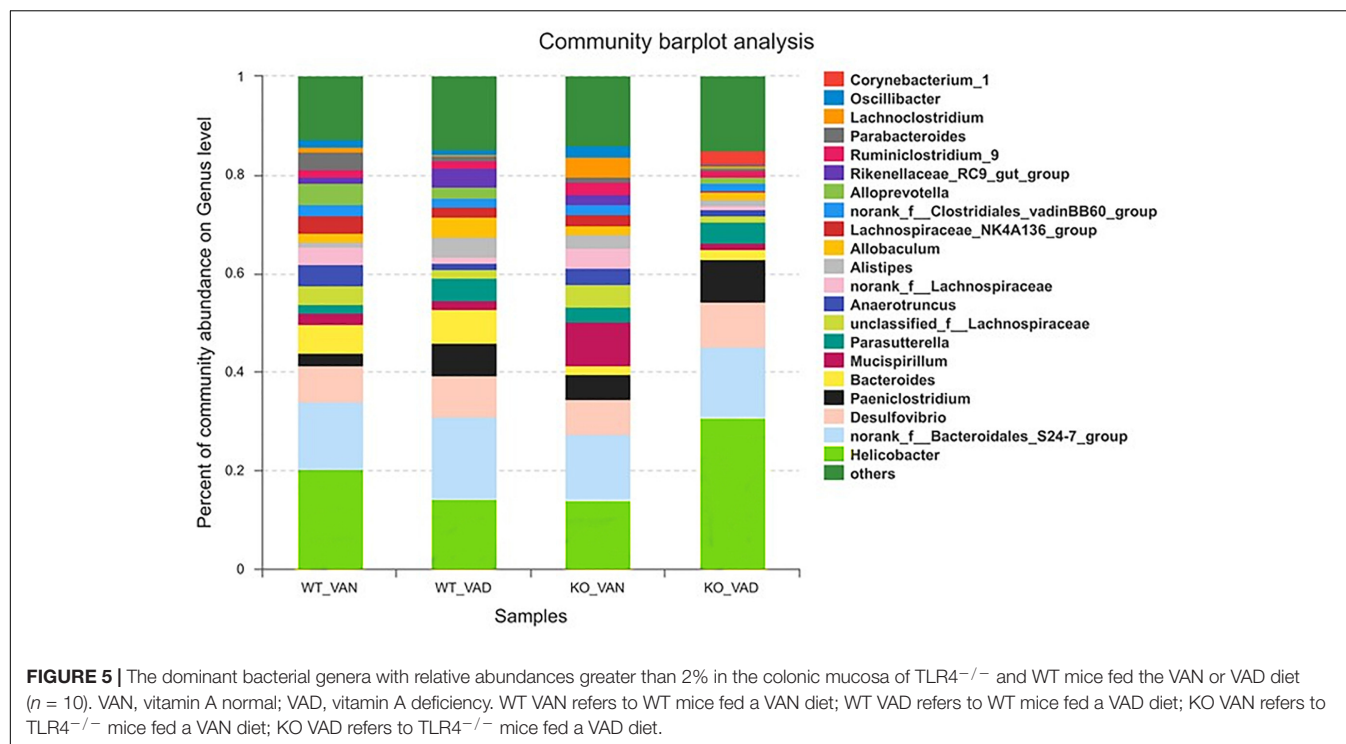 Community barplot analysis
Percent of community abundance on Genus level
1
0.8
0.6
0.4
0.2
0
WT_VAN
WT_VAD
KO_VAN
KO_VAD
Samples
Corynebacterium_1
Oscillibacter
Lachnoclostridium
Parabacteroides
Ruminiclostridium_9
Rikenellaceae_RC9_gut_group
Alloprevotella
norank_f__Clostridiales_vadinBB60_group
Lachnospiraceae_NK4A136_group
Allobaculum
Alistipes
norank_f__Lachnospiraceae
Anaerotruncus
unclassified_f__Lachnospiraceae
Parasutterella
Mucispirillum
Bacteroides
Paeniclostridium
Desulfovibrio
norank_f__Bacteroidales_S24-7_group
Helicobacter
others
FIGURE 5 | The dominant bacterial genera with relative abundances greater than 2% in the colonic mucosa of TLR4−/− and WT mice fed the VAN or VAD diet
(n = 10). VAN, vitamin A normal; VAD, vitamin A deficiency. WT VAN refers to WT mice fed a VAN diet; WT VAD refers to WT mice fed a VAD diet; KO VAN refers to
TLR4−/− mice fed a VAN diet; KO VAD refers to TLR4−/− mice fed a VAD diet.